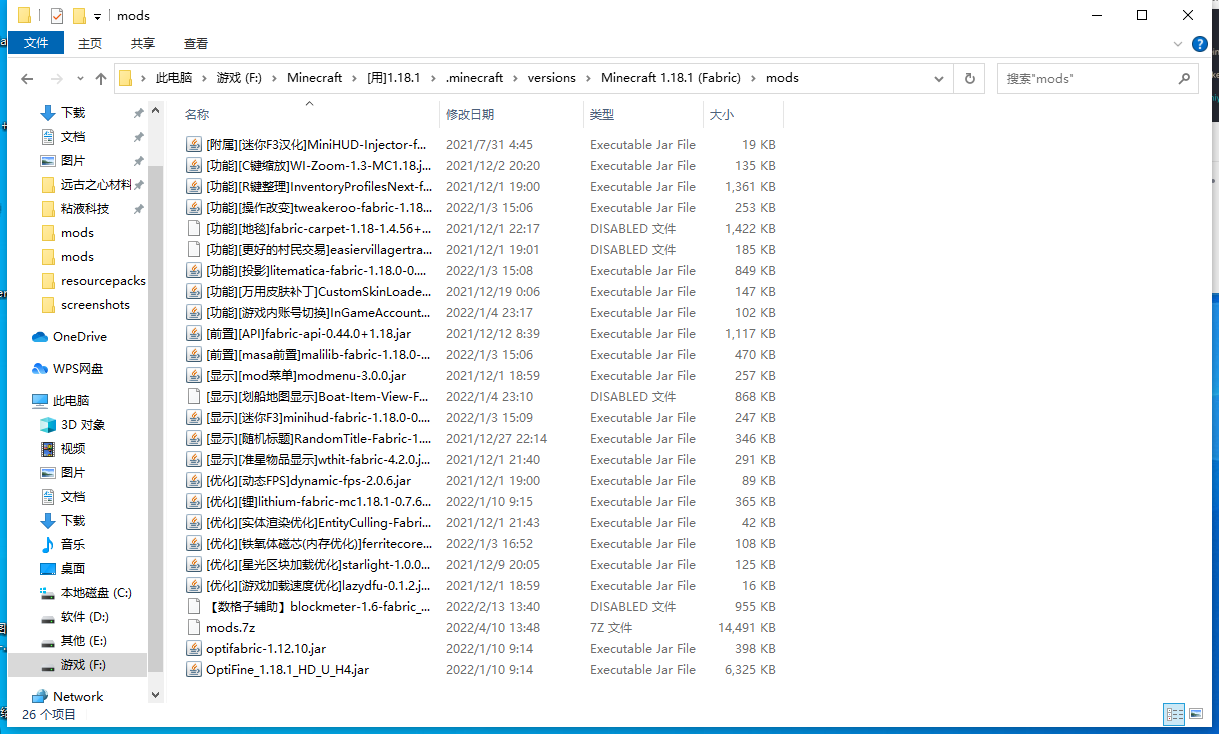 mods
文件 主页 共享 查看
此电脑 游戏 (F:) Minecraft [用]1.18.1 .minecraft versions Minecraft 1.18.1 (Fabric) mods 搜索"mods"
下载
文档
图片
远古之心材料
粘液科技
mods
mods
resourcepacks
screenshots
OneDrive
WPS网盘
此电脑
3D 对象
视频
图片
文档
下载
音乐
桌面
本地磁盘 (C:)
软件 (D:)
其他 (E:)
游戏 (F:)
Network
名称 修改日期 类型 大小
[附属][迷你F3汉化]MiniHUD-Injector-f... 2021/7/31 4:45 Executable Jar File 19 KB
[功能][C键缩放]WI-Zoom-1.3-MC1.18.j... 2021/12/2 20:20 Executable Jar File 135 KB
[功能][R键整理]InventoryProfilesNext-f... 2021/12/1 19:00 Executable Jar File 1,361 KB
[功能][操作改变]tweakeroo-fabric-1.18... 2022/1/3 15:06 Executable Jar File 253 KB
[功能][地毯]fabric-carpet-1.18-1.4.56+... 2021/12/1 22:17 DISABLED 文件 1,422 KB
[功能][更好的村民交易]easiervillagertra... 2021/12/1 19:01 DISABLED 文件 185 KB
[功能][投影]litematica-fabric-1.18.0-0.... 2022/1/3 15:08 Executable Jar File 849 KB
[功能][万用皮肤补丁]CustomSkinLoade... 2021/12/19 0:06 Executable Jar File 147 KB
[功能][游戏内账号切换]InGameAccount... 2022/1/4 23:17 Executable Jar File 102 KB
[前置][API]fabric-api-0.44.0+1.18.jar 2021/12/12 8:39 Executable Jar File 1,117 KB
[前置][masa前置]malilib-fabric-1.18.0-... 2022/1/3 15:06 Executable Jar File 470 KB
[显示][mod菜单]modmenu-3.0.0.jar 2021/12/1 18:59 Executable Jar File 257 KB
[显示][划船地图显示]Boat-Item-View-F... 2022/1/4 23:10 DISABLED 文件 868 KB
[显示][迷你F3]minihud-fabric-1.18.0-0.... 2022/1/3 15:09 Executable Jar File 247 KB
[显示][随机标题]RandomTitle-Fabric-1.... 2021/12/27 22:14 Executable Jar File 346 KB
[显示][准星物品显示]wthit-fabric-4.2.0.j... 2021/12/1 21:40 Executable Jar File 291 KB
[优化][动态FPS]dynamic-fps-2.0.6.jar 2021/12/1 19:00 Executable Jar File 89 KB
[优化][锂]lithium-fabric-mc1.18.1-0.7.6... 2022/1/10 9:15 Executable Jar File 365 KB
[优化][实体渲染优化]EntityCulling-Fabri... 2021/12/1 21:43 Executable Jar File 42 KB
[优化][铁氧体磁芯(内存优化)]ferritecore... 2022/1/3 16:52 Executable Jar File 108 KB
[优化][星光区块加载优化]starlight-1.0.0... 2021/12/9 20:05 Executable Jar File 125 KB
[优化][游戏加载速度优化]lazydfu-0.1.2.j... 2021/12/1 18:59 Executable Jar File 16 KB
【数格子辅助】blockmeter-1.6-fabric_... 2022/2/13 13:40 DISABLED 文件 955 KB
mods.7z 2022/4/10 13:48 7Z 文件 14,491 KB
optifabric-1.12.10.jar 2022/1/10 9:14 Executable Jar File 398 KB
OptiFine_1.18.1_HD_U_H4.jar 2022/1/10 9:14 Executable Jar File 6,325 KB
26 个项目